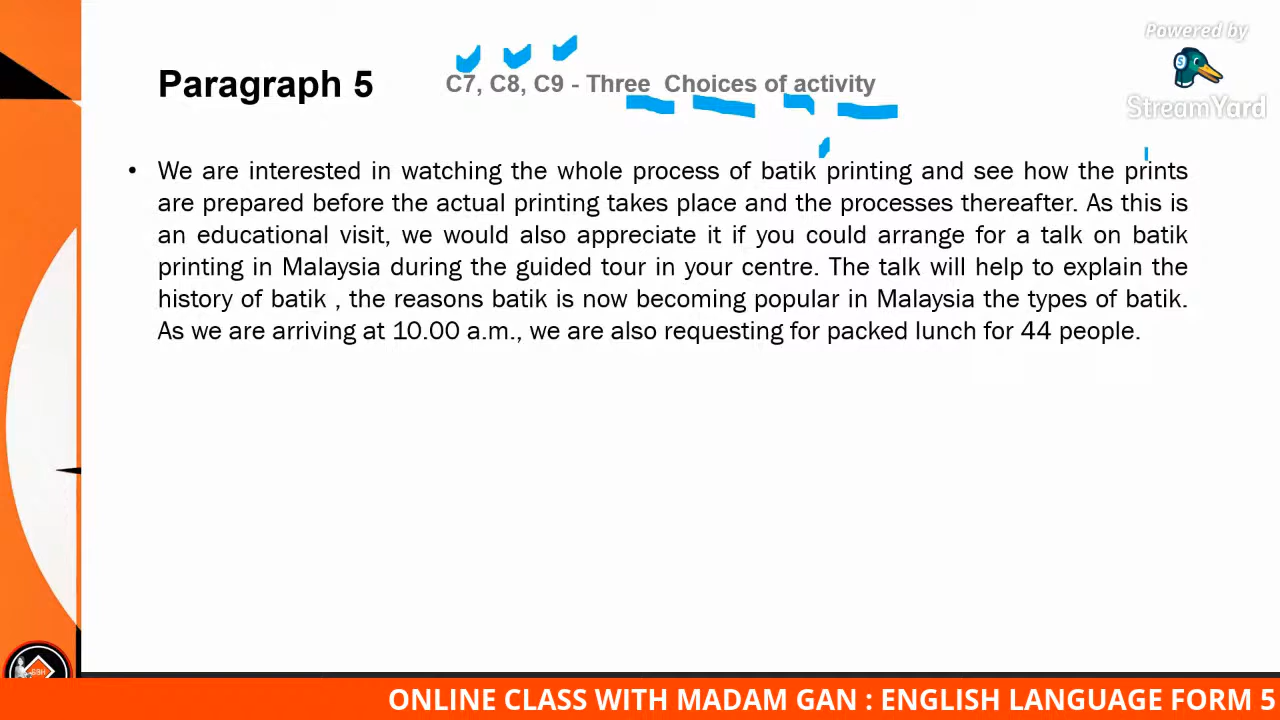 Powered by
StreamYard
Paragraph 5
C7, C8, C9 - Three Choices of activity
• We are interested in watching the whole process of batik printing and see how the prints
are prepared before the actual printing takes place and the processes thereafter. As this is
an educational visit, we would also appreciate it if you could arrange for a talk on batik
printing in Malaysia during the guided tour in your centre. The talk will help to explain the
history of batik , the reasons batik is now becoming popular in Malaysia the types of batik.
As we are arriving at 10.00 a.m., we are also requesting for packed lunch for 44 people.
ONLINE CLASS WITH MADAM GAN : ENGLISH LANGUAGE FORM 5